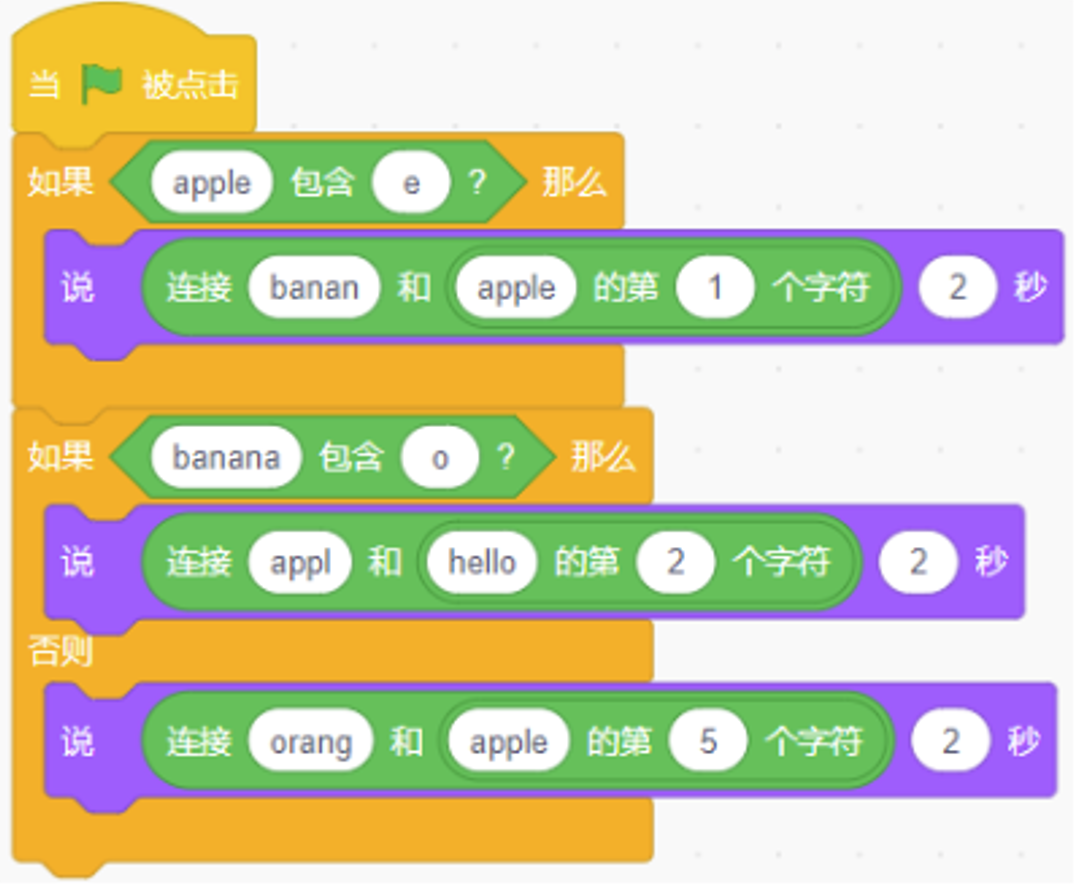 当 被点击
如果 apple 包含 e ? 那么
说 连接 banan 和 apple 的第 1 个字符 2 秒
如果 banana 包含 o ? 那么
说 连接 appl 和 hello 的第 2 个字符 2 秒
否则
说 连接 orang 和 apple 的第 5 个字符 2 秒